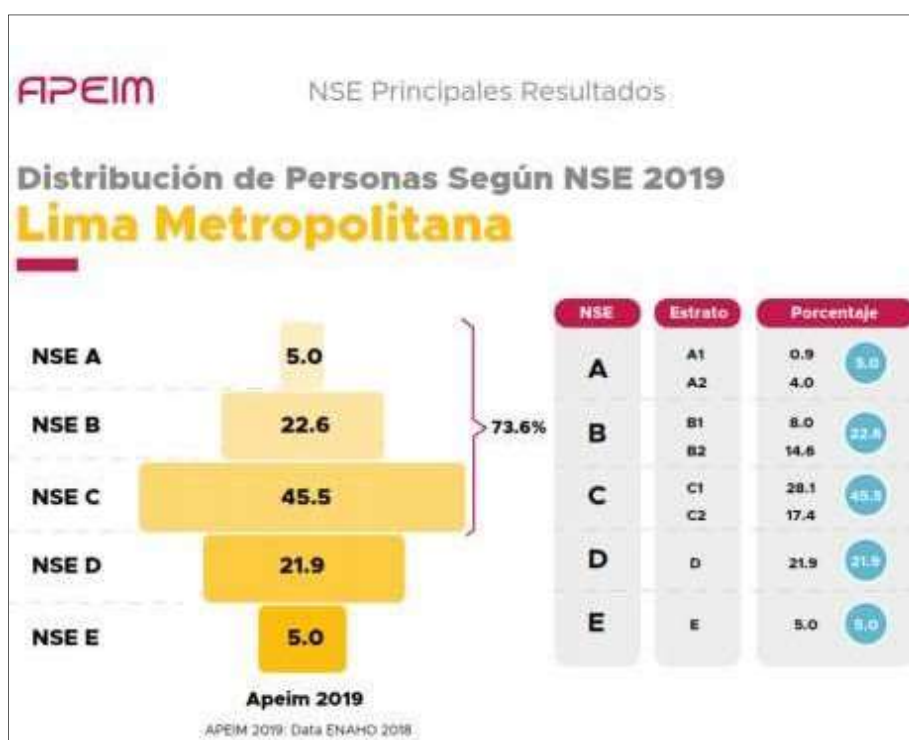 APEIM
NSE Principales Resultados
Distribución de Personas Según NSE 2019
Lima Metropolitana
NSE A
5.0
NSE B
22.6
NSE C
45.5
NSE D
21.9
NSE E
5.0
73.6%
Apeim 2019
APEIM 2019: Data ENAHO 2018
NSE Estrato Porcentaje
A
A1 0.9
A2 4.0
5.0
B
B1 8.0
B2 14.6
22.6
C
C1 28.1
C2 17.4
45.5
D D 21.9 21.9
E E 5.0 5.0